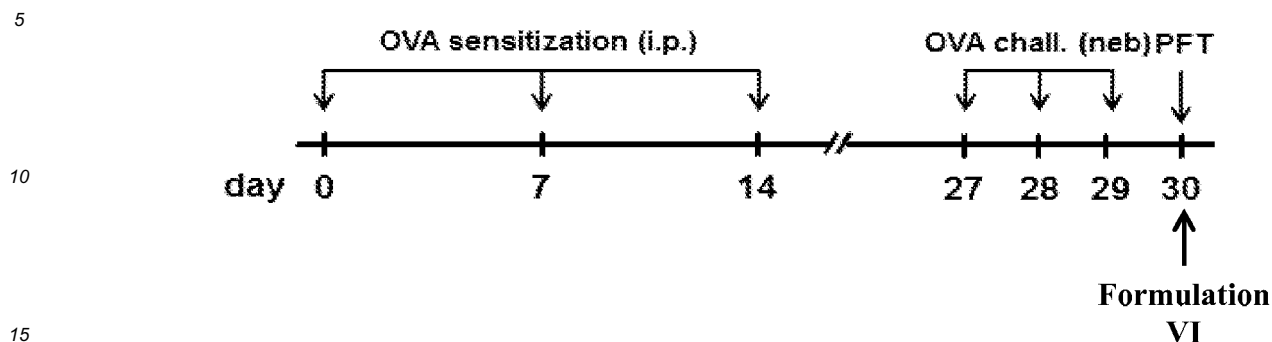 5
OVA sensitization (i.p.) OVA chall. (neb) PFT
10
day 0 7 14 27 28 29 30
Formulation
VI
15